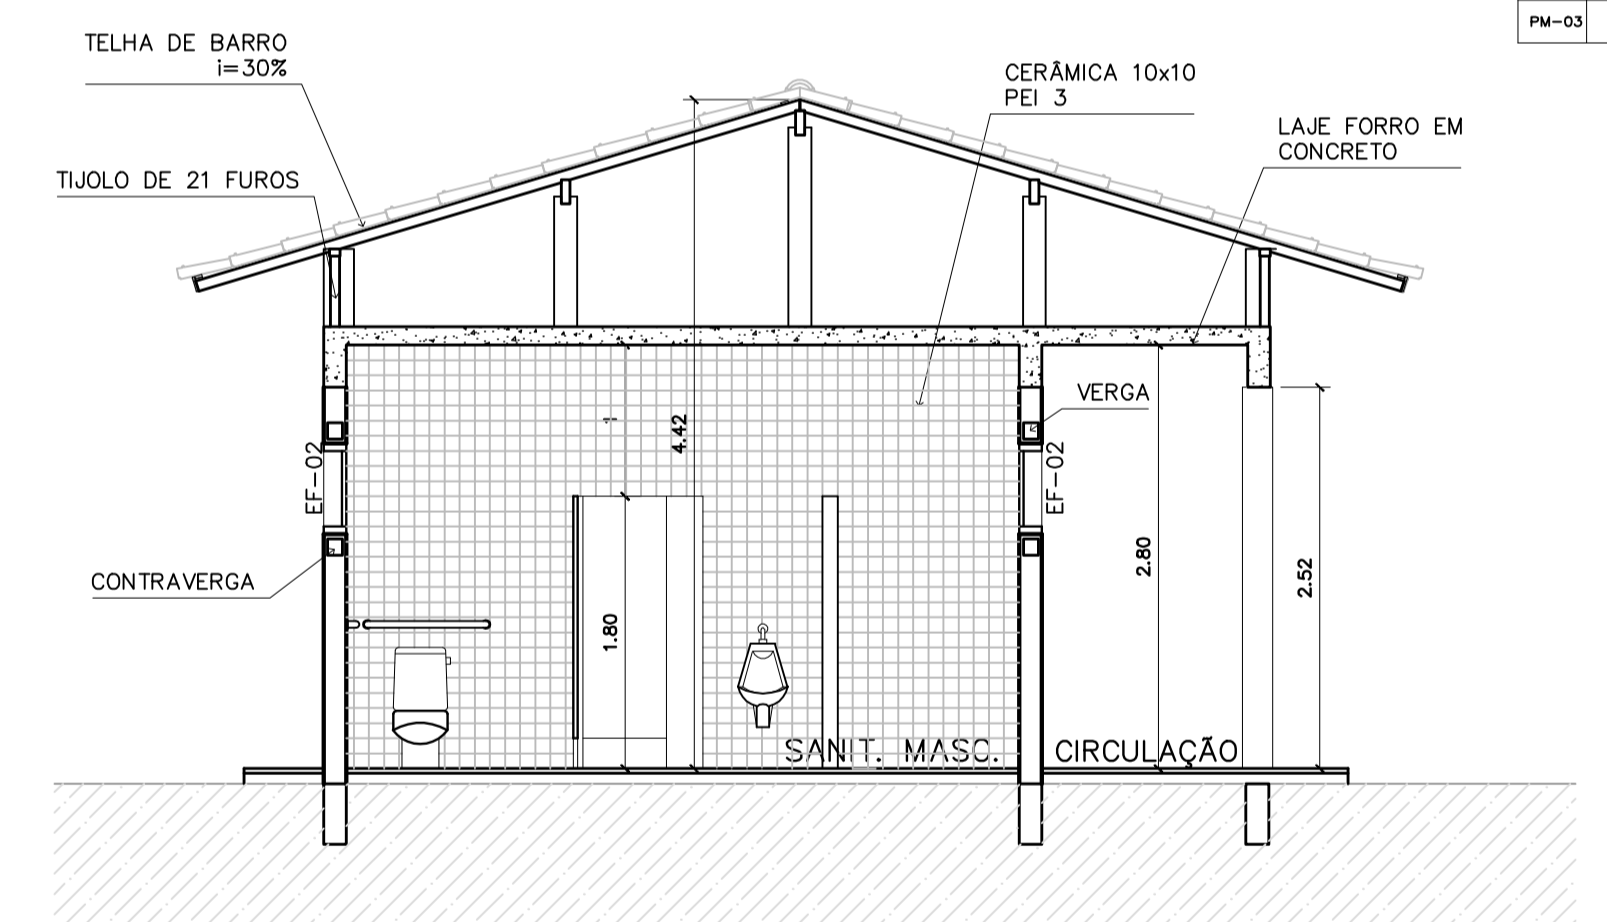 PM-03
TELHA DE BARRO
i=30%
CERÂMICA 10x10
PEI 3
LAJE FORRO EM
CONCRETO
TIJOLO DE 21 FUROS
VERGA
4.42
EF-02
EF-02
2.80
2.52
CONTRAVERGA
1.80
SANIT. MASC.
CIRCULAÇÃO